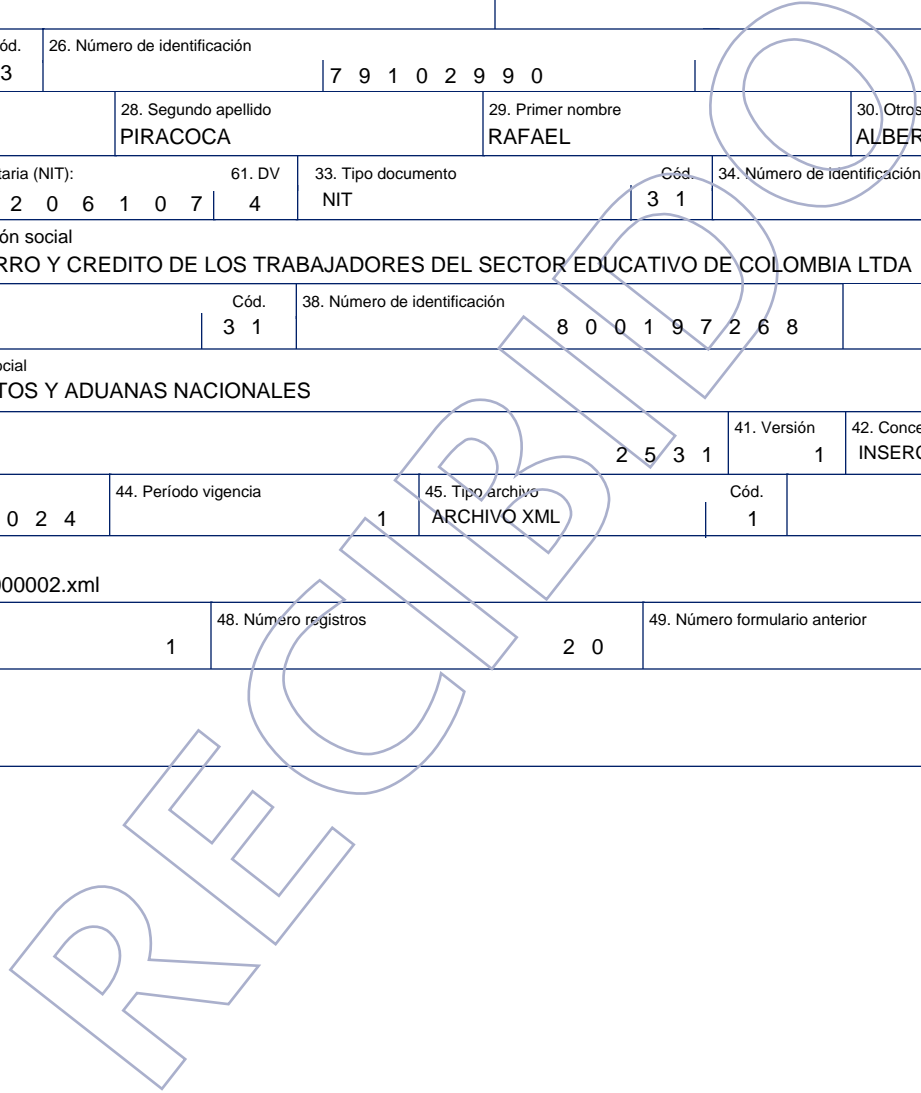 ód. 26. Número de identificación
3 7 9 1 0 2 9 9 0
28. Segundo apellido 29. Primer nombre 30. Otros
PIRACOCA RAFAEL ALBER
taria (NIT): 61. DV 33. Tipo documento Cód. 34. Número de identificación
2 0 6 1 0 7 4 NIT 3 1
ón social
RRO Y CREDITO DE LOS TRABAJADORES DEL SECTOR EDUCATIVO DE COLOMBIA LTDA
Cód. 38. Número de identificación
3 1 8 0 0 1 9 7 2 6 8
ocial
TOS Y ADUANAS NACIONALES
41. Versión 42. Conce
2 5 3 1 1 INSERC
44. Período vigencia 45. Tipo archivo Cód.
0 2 4 1 ARCHIVO XML 1
000002.xml
48. Número registros 49. Número formulario anterior
1 2 0
RECIBIDO